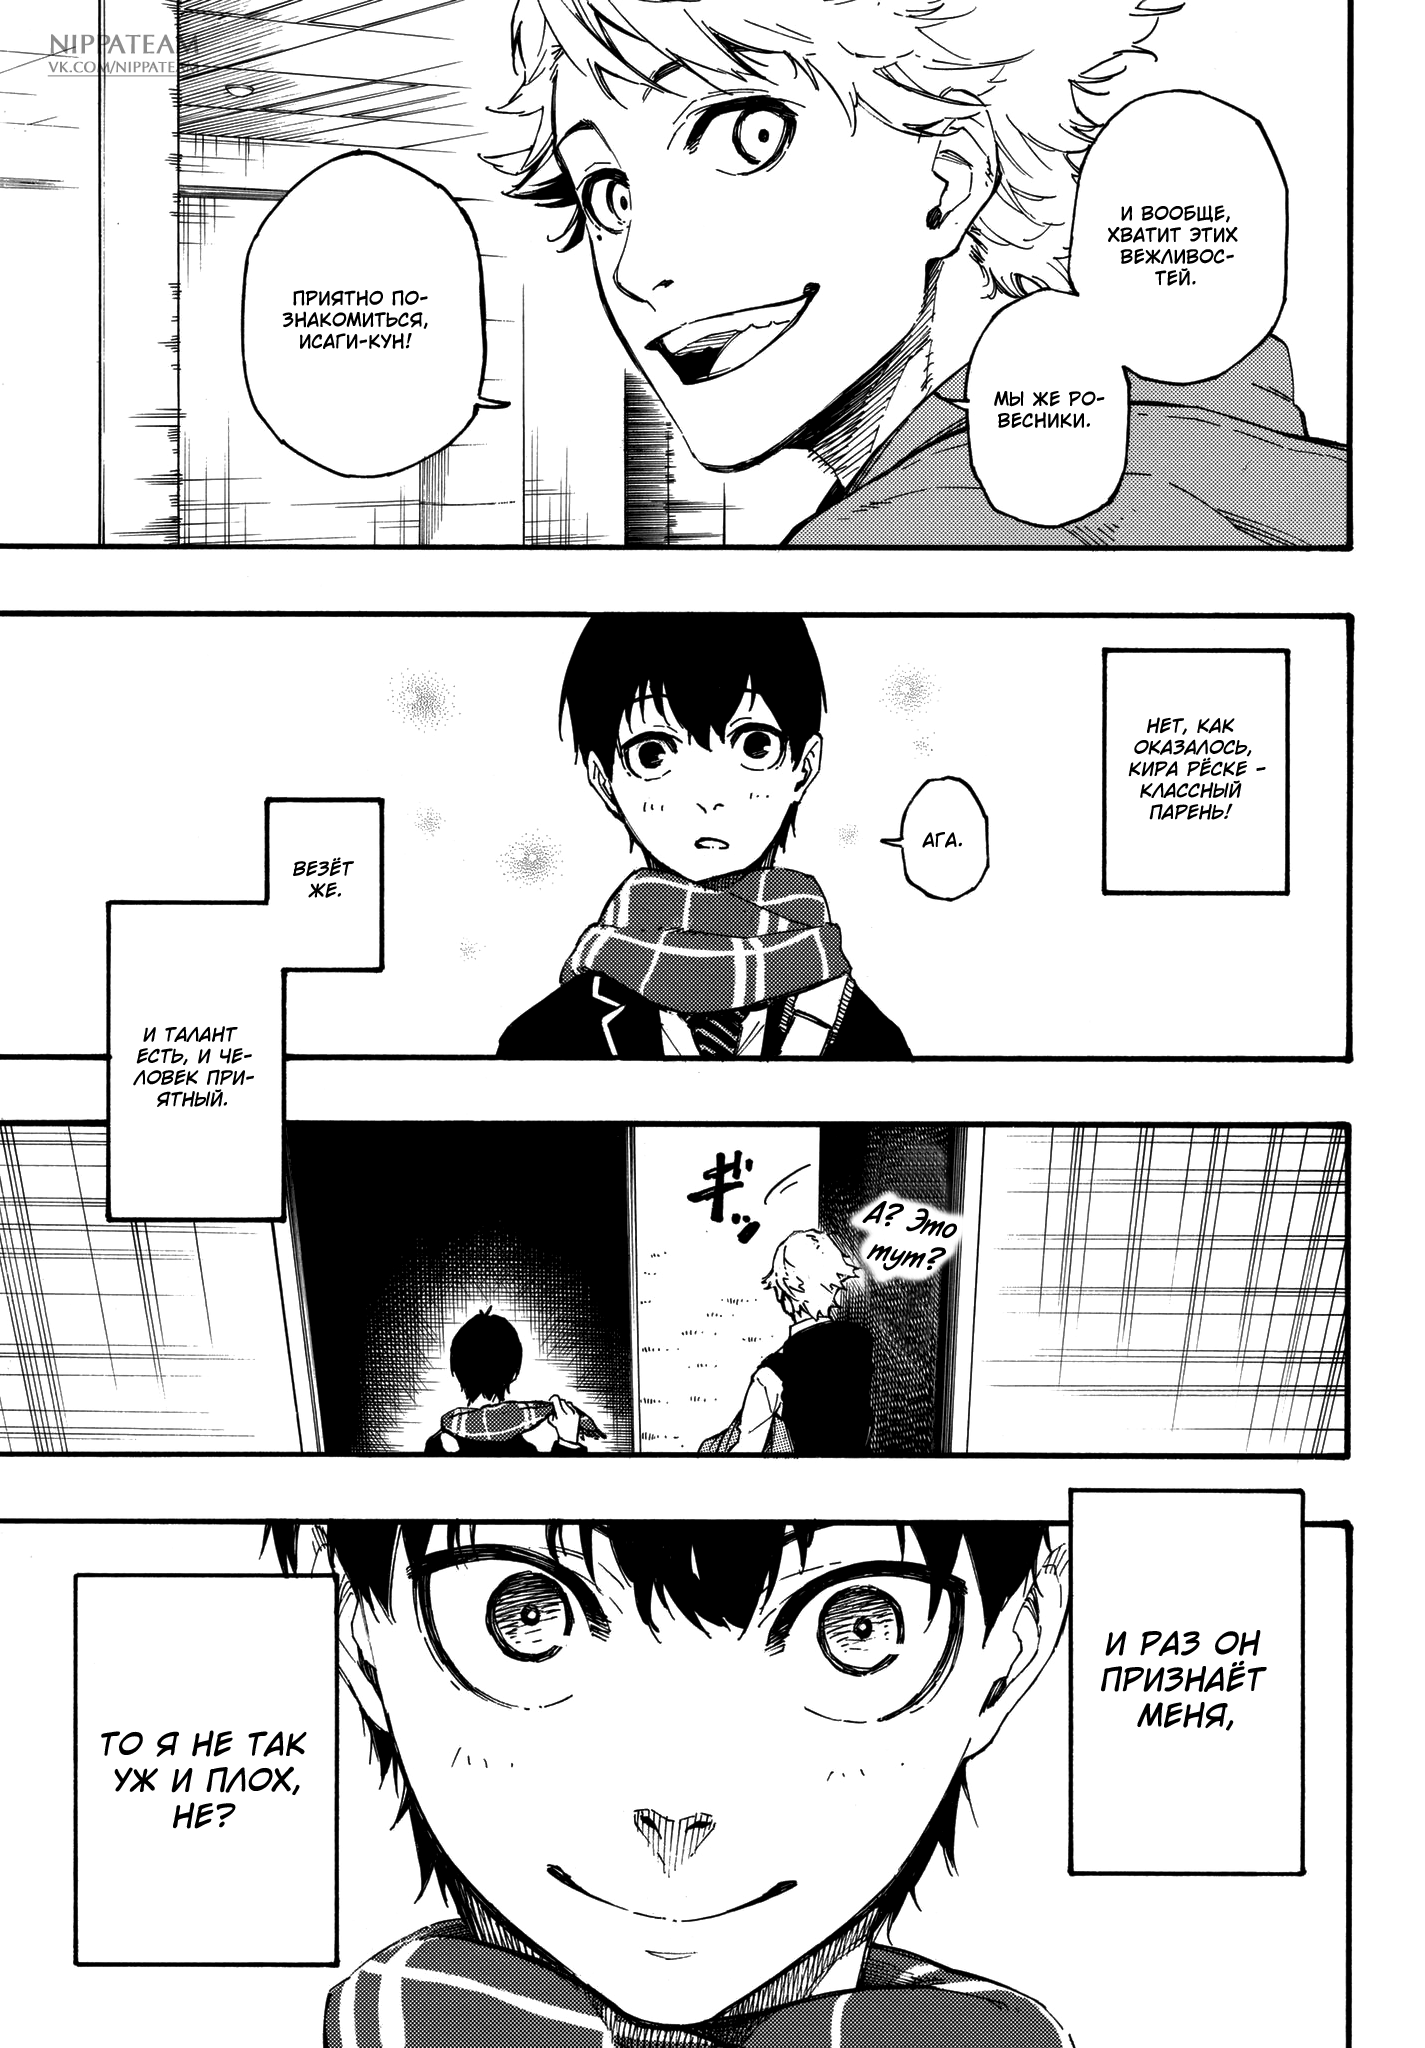 NIPPATEAM
VK.COM/NIPPATEAM
И ВООБЩЕ,
ХВАТИТ ЭТИХ
ВЕЖЛИВОС-
ТЕЙ.
МЫ ЖЕ РО-
ВЕСНИКИ.
ПРИЯТНО ПО-
ЗНАКОМИТЬСЯ,
ИСАГИ-КУН!
НЕТ, КАК
ОКАЗАЛОСЬ,
КИРА РЁСКЕ –
КЛАССНЫЙ
ПАРЕНЬ!
АГА.
ВЕЗЁТ
ЖЕ.
И ТАЛАНТ
ЕСТЬ, И ЧЕ-
ЛОВЕК ПРИ-
ЯТНЫЙ.
ギッ
А? Это
тут?
И РАЗ ОН
ПРИЗНАЁТ
МЕНЯ,
ТО Я НЕ ТАК
УЖ И ПЛОХ,
НЕ?